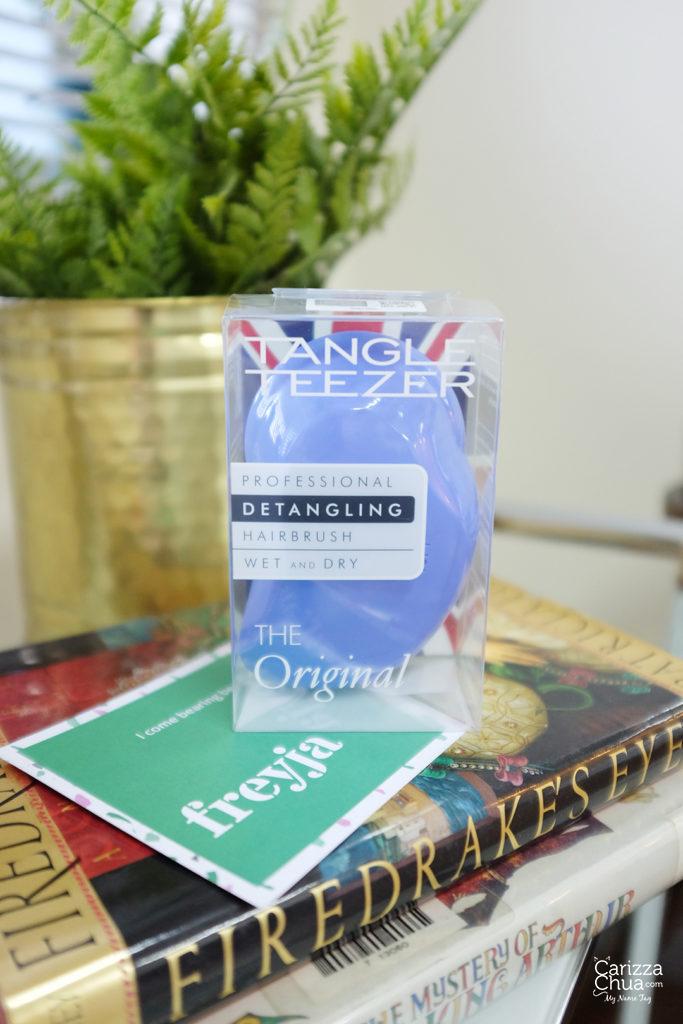 TANGLE
TEEZER
PROFESSIONAL
DETANGLING
HAIRBRUSH
WET AND DRY
THE
Original
I come bearing
freyja
FIREDRAKE'S EYE
13060
THE MYSTERY OF
KING ARTHUR
Carizza
Chua.com
My Name Tag